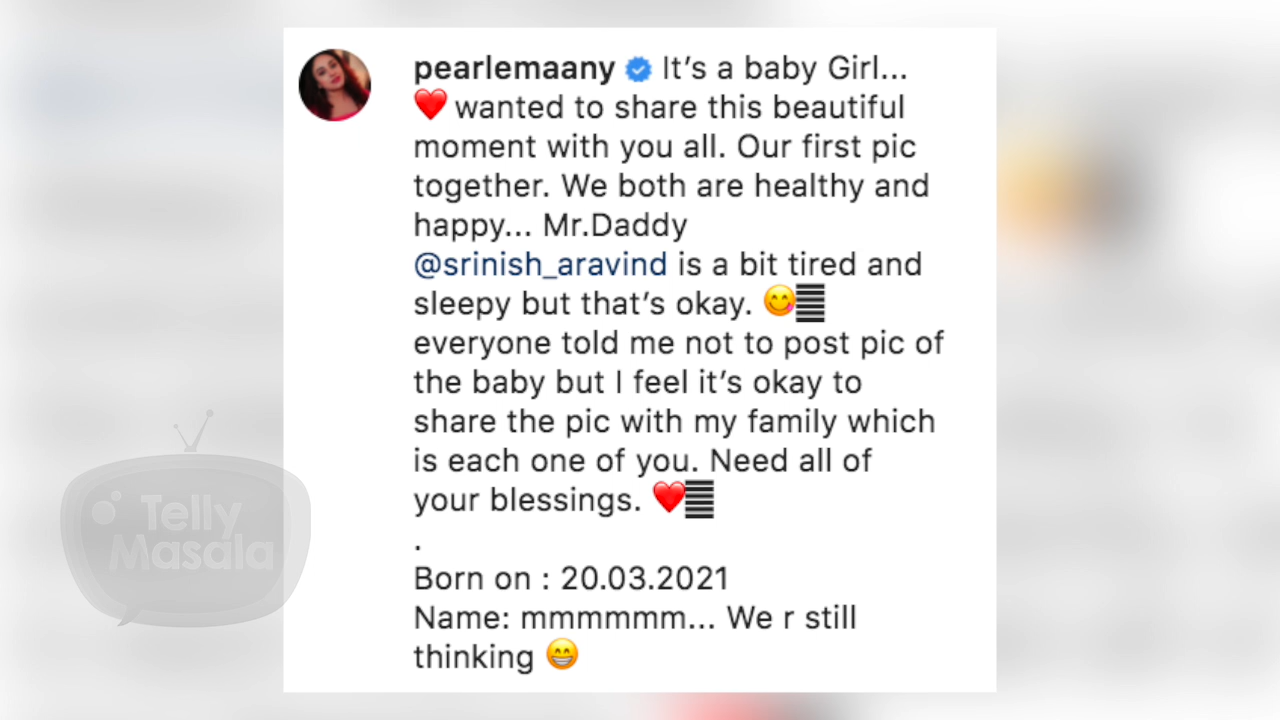 pearlemaany It's a baby Girl...
❤️ wanted to share this beautiful
moment with you all. Our first pic
together. We both are healthy and
happy... Mr.Daddy
@srinish_aravind is a bit tired and
sleepy but that's okay. 😋
everyone told me not to post pic of
the baby but I feel it's okay to
share the pic with my family which
is each one of you. Need all of
your blessings. ❤️
.
Born on : 20.03.2021
Name: mmmmmm... We r still
thinking 😁
Telly
Masala